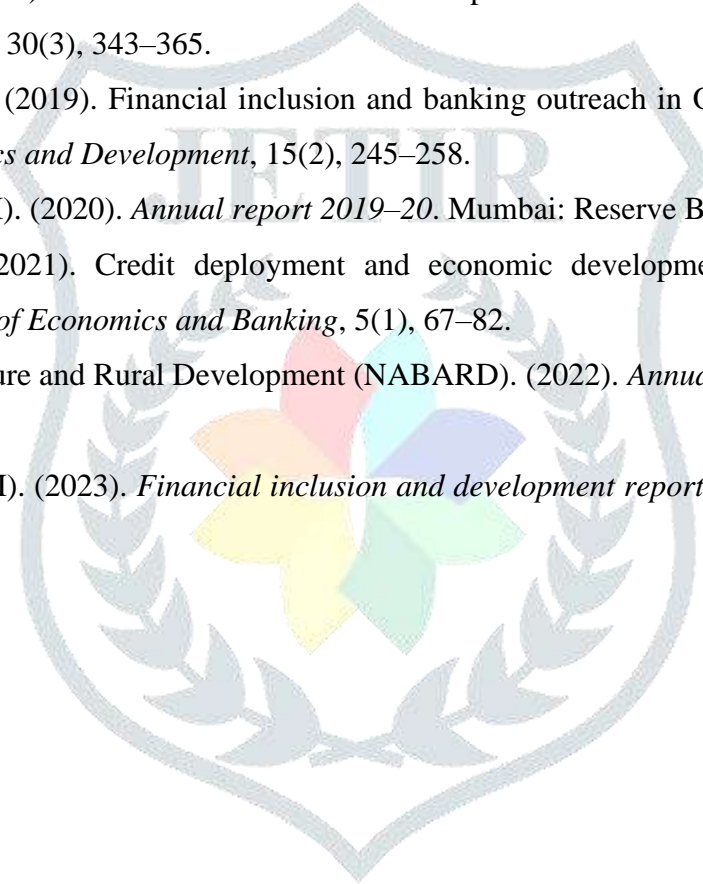 30(3), 343–365.
(2019). Financial inclusion and banking outreach in
cs and Development, 15(2), 245–258.
JETIR
I). (2020). Annual report 2019–20. Mumbai: Reserve B
2021). Credit deployment and economic developme
of Economics and Banking, 5(1), 67–82.
ure and Rural Development (NABARD). (2022). Annua
I). (2023). Financial inclusion and development report